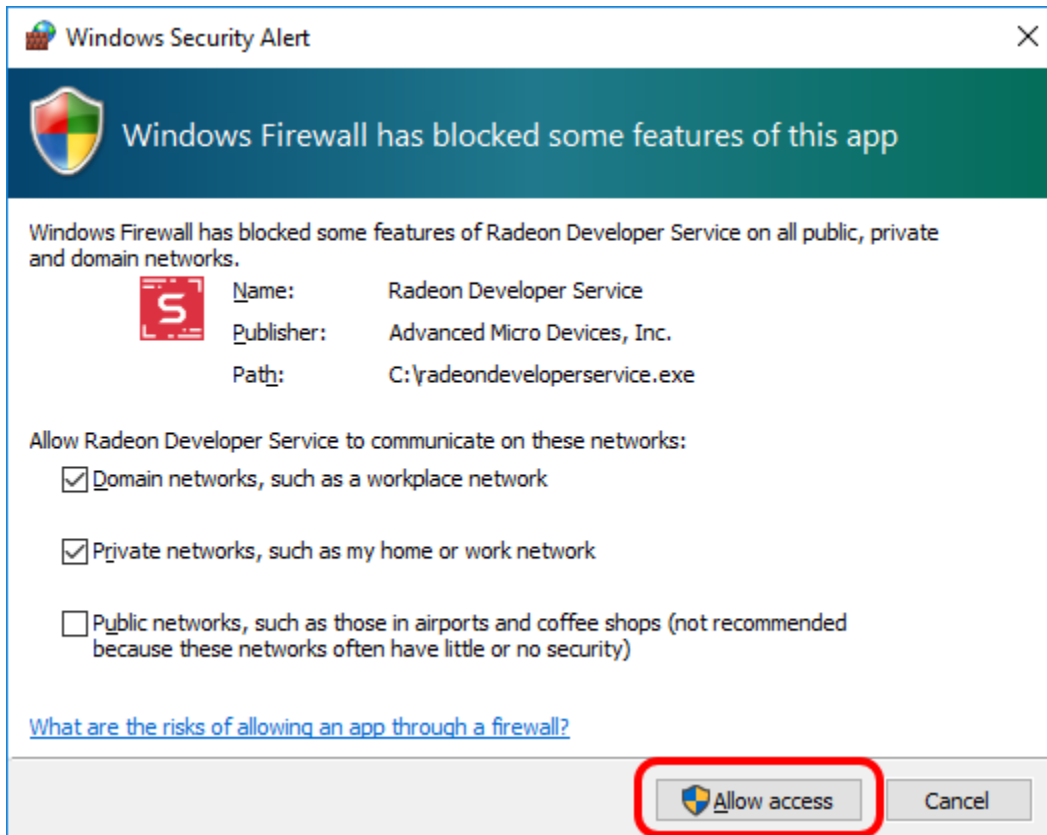 Windows Security Alert
Windows Firewall has blocked some features of this app
Windows Firewall has blocked some features of Radeon Developer Service on all public, private
and domain networks.
S
Name: Radeon Developer Service
Publisher: Advanced Micro Devices, Inc.
Path: C:\radeondeveloperservice.exe
Allow Radeon Developer Service to communicate on these networks:
Domain networks, such as a workplace network
Private networks, such as my home or work network
Public networks, such as those in airports and coffee shops (not recommended
because these networks often have little or no security)
What are the risks of allowing an app through a firewall?
Allow access Cancel